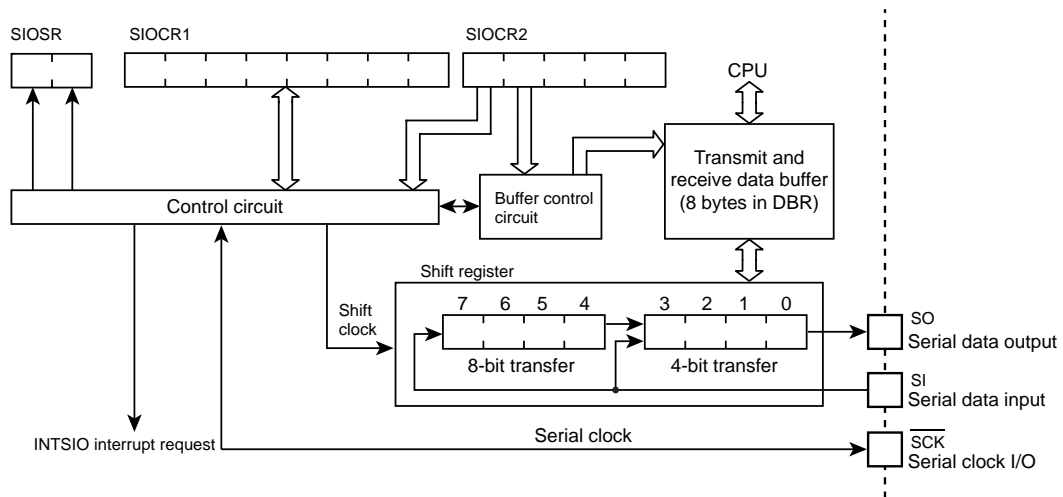 SIOSR
SIOCR1
SIOCR2
CPU
Transmit and
receive data buffer
(8 bytes in DBR)
Control circuit
Buffer control
circuit
Shift register
7 6 5 4 3 2 1 0
Shift
clock
8-bit transfer
4-bit transfer
SO
Serial data output
SI
Serial data input
INTSIO interrupt request
Serial clock
SCK
Serial clock I/O